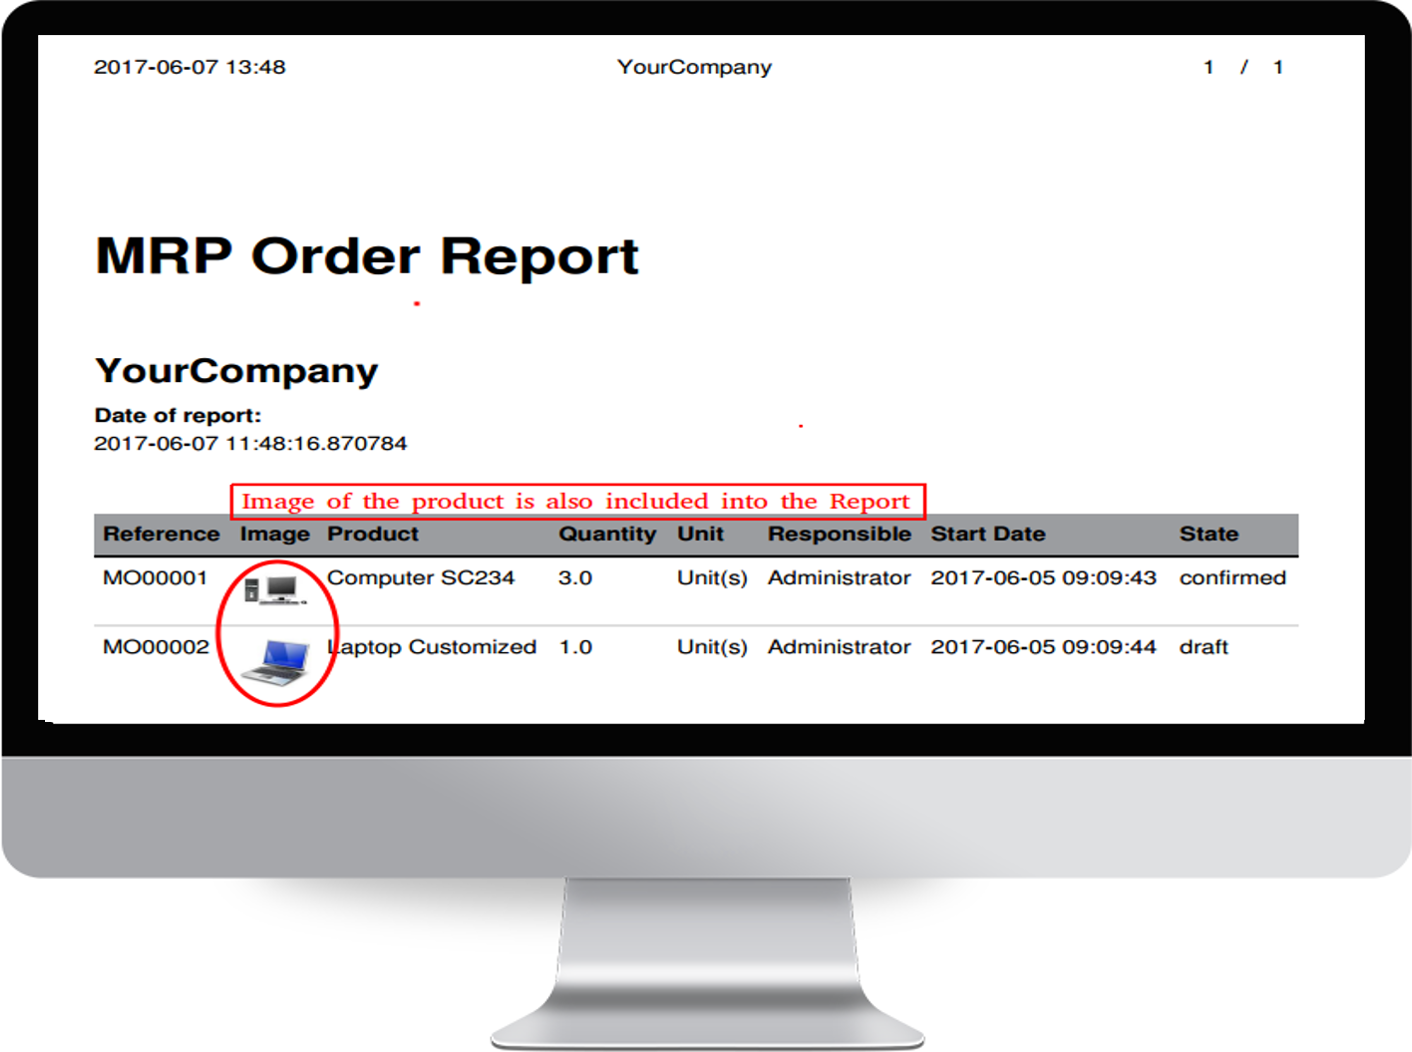 2017-06-07 13:48 YourCompany 1 / 1
MRP Order Report
YourCompany
Date of report:
2017-06-07 11:48:16.870784
Image of the product is also included into the Report
Reference Image Product Quantity Unit Responsible Start Date State
MO00001 Computer SC234 3.0 Unit(s) Administrator 2017-06-05 09:09:43 confirmed
MO00002 Laptop Customized 1.0 Unit(s) Administrator 2017-06-05 09:09:44 draft